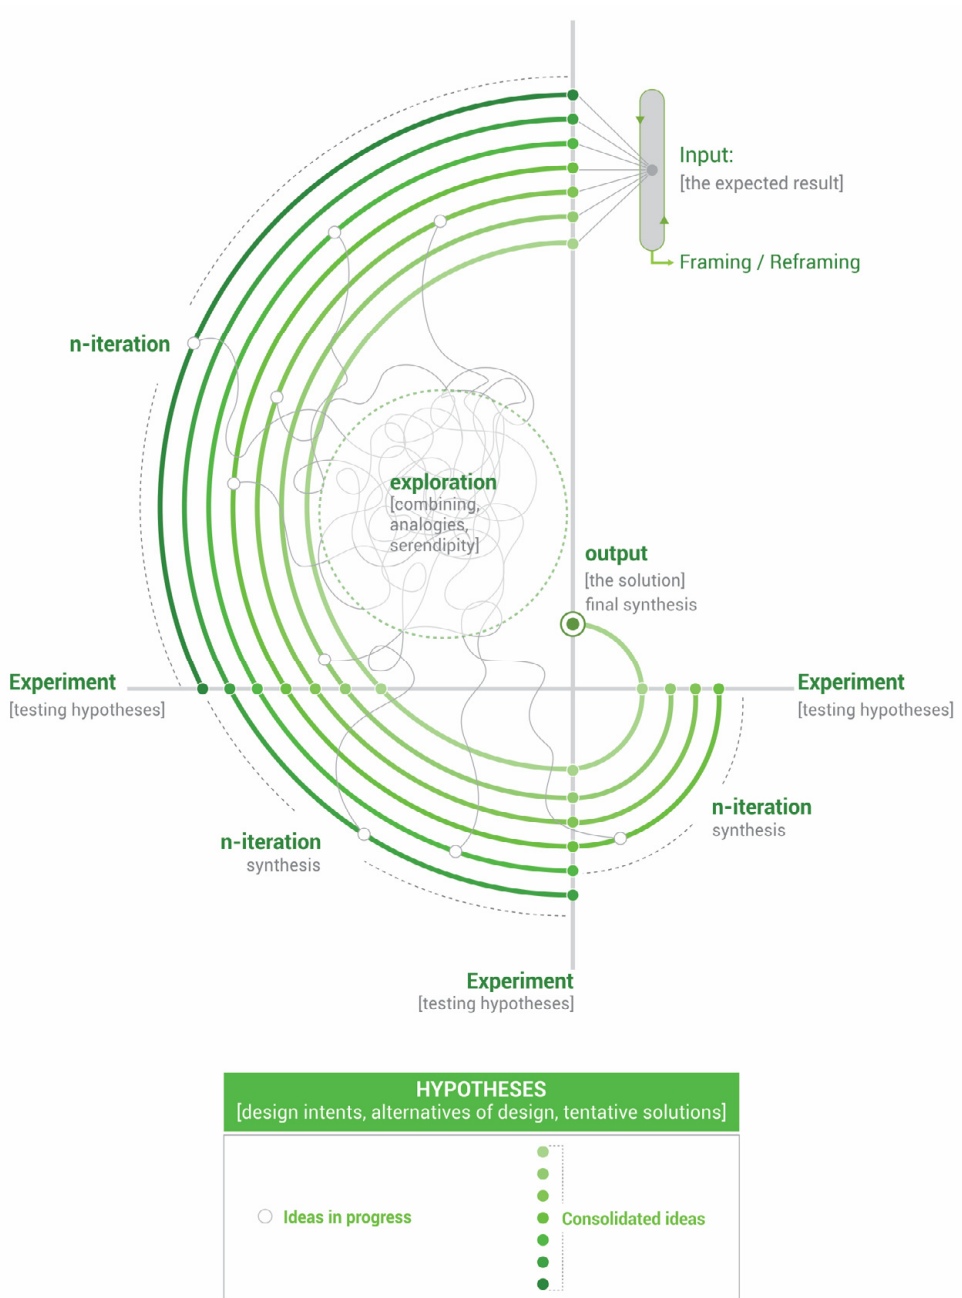 Input:
[the expected result]
Framing / Reframing
n-iteration
exploration
[combining,
analogies,
serendipity]
output
[the solution]
final synthesis
Experiment
[testing hypotheses]
Experiment
[testing hypotheses]
n-iteration
synthesis
n-iteration
synthesis
Experiment
[testing hypotheses]
HYPOTHESES
[design intents, alternatives of design, tentative solutions]
Ideas in progress
Consolidated ideas